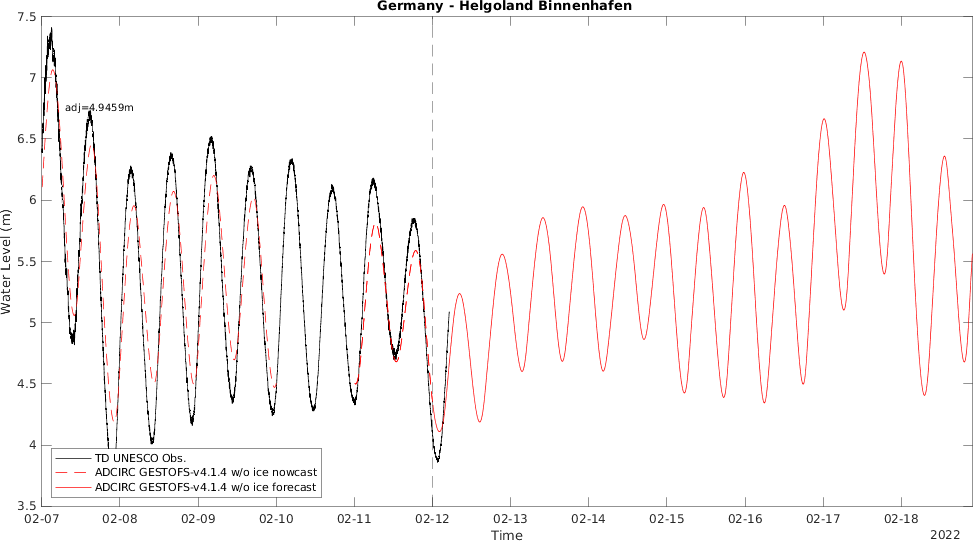 Germany - Helgoland Binnenhafen
7.5
7
6.5
6
5.5
5
4.5
4
3.5
Water Level (m)
adj=4.9459m
TD UNESCO Obs.
ADCIRC GESTOFS-v4.1.4 w/o ice nowcast
ADCIRC GESTOFS-v4.1.4 w/o ice forecast
02-07 02-08 02-09 02-10 02-11 02-12 02-13 02-14 02-15 02-16 02-17 02-18
Time
2022